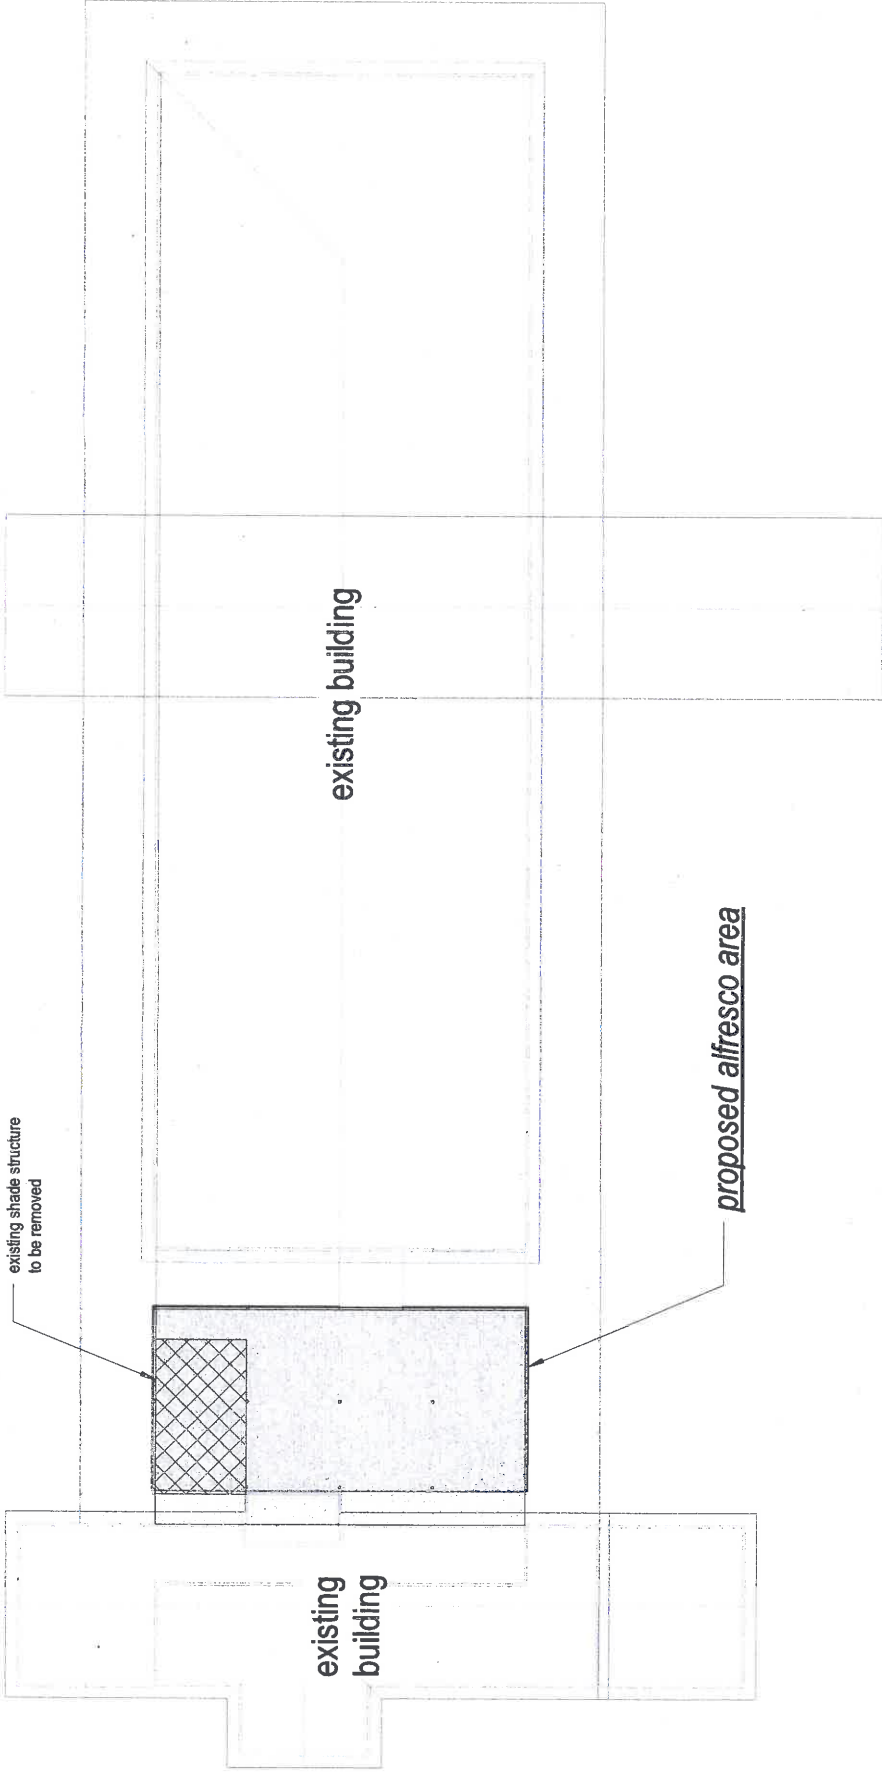 existing shade structure
to be removed
existing building
proposed alfresco area
existing
building